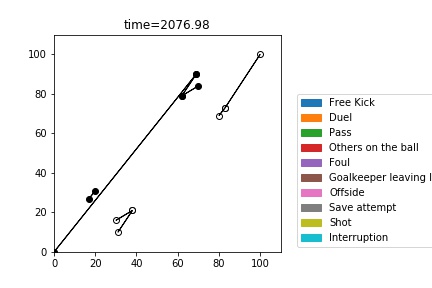 time=2076.98
100
80
60
40
20
0
0
20
40
60
80
100
Free Kick
Duel
Pass
Others on the ball
Foul
Goalkeeper leaving l
Offside
Save attempt
Shot
Interruption